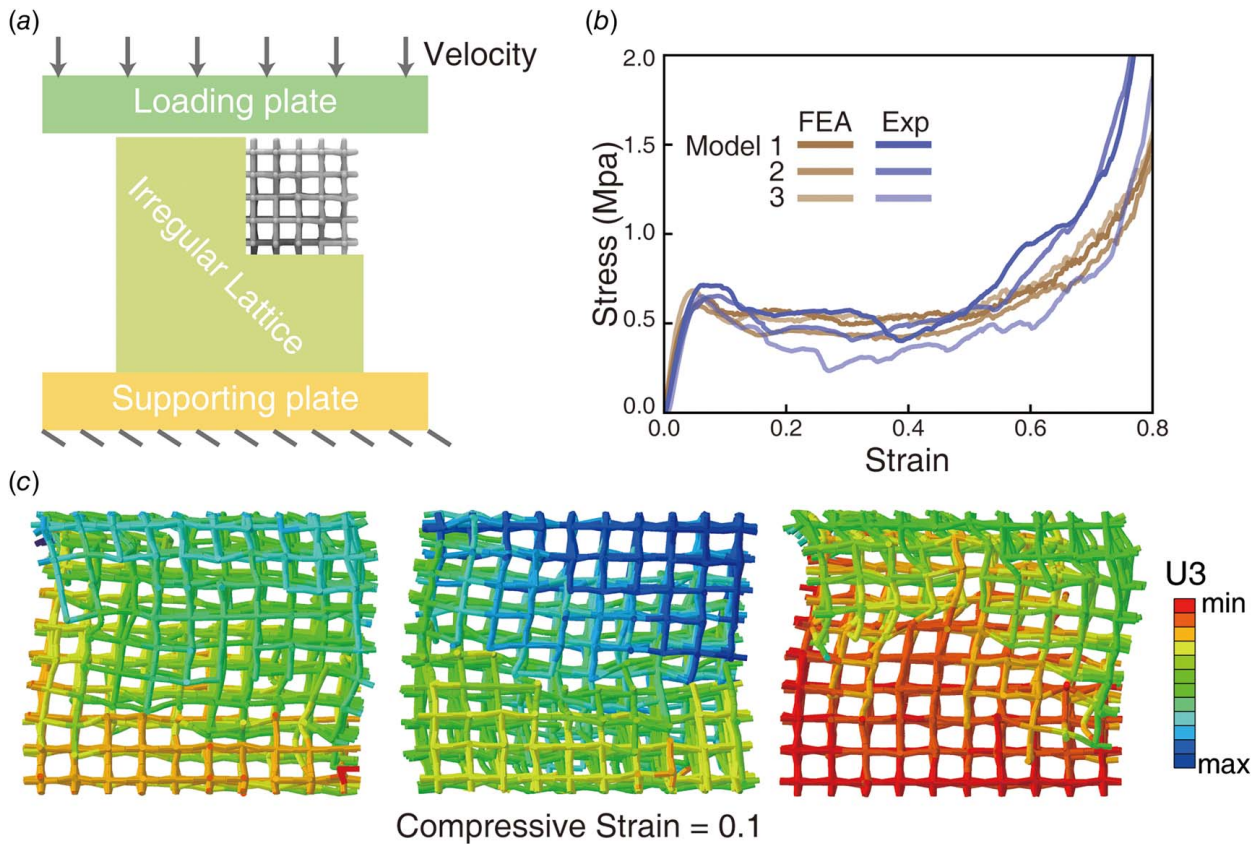 (a)
Velocity
Loading plate
Irregular Lattice
Supporting plate
(b)
2.0
1.5
1.0
0.5
0.0
Stress (Mpa)
FEA Exp
Model 1
2
3
0.0 0.2 0.4 0.6 0.8
Strain
(c)
U3
min
max
Compressive Strain = 0.1